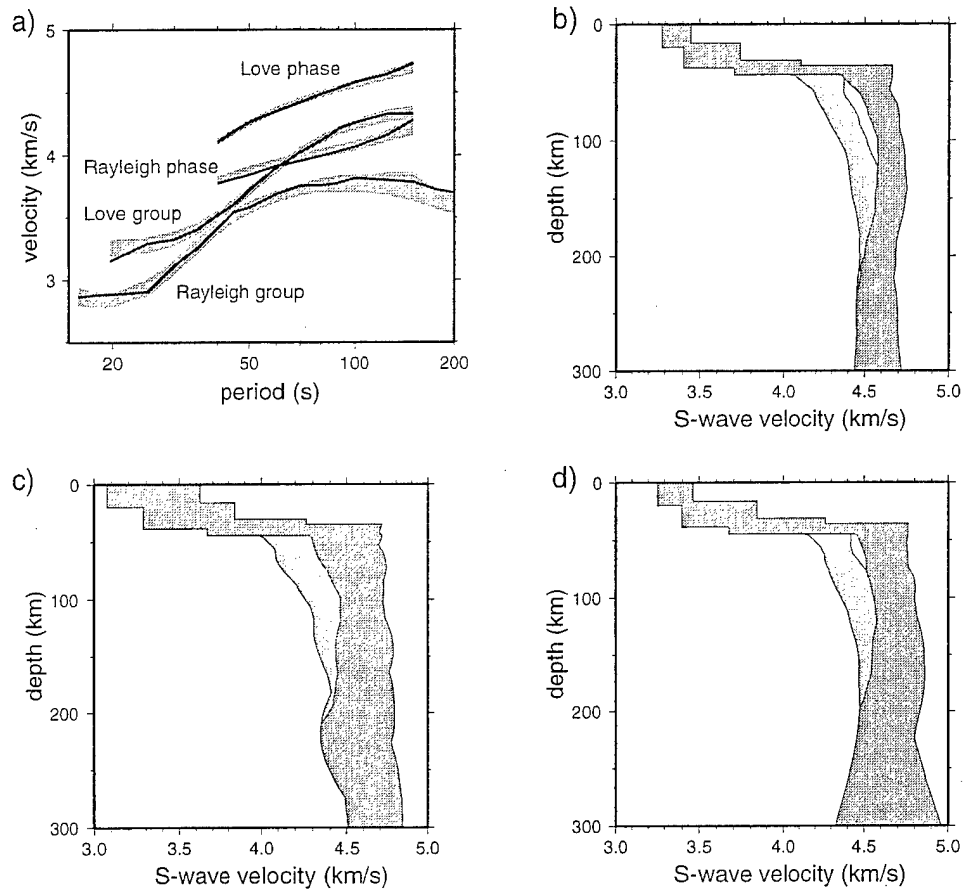 a)
5
4
3
velocity (km/s)
Love phase
Rayleigh phase
Love group
Rayleigh group
20 50 100 200
period (s)
b)
0
100
200
300
depth (km)
3.0 3.5 4.0 4.5 5.0
S-wave velocity (km/s)
c)
0
100
200
300
depth (km)
3.0 3.5 4.0 4.5 5.0
S-wave velocity (km/s)
d)
0
100
200
300
depth (km)
3.0 3.5 4.0 4.5 5.0
S-wave velocity (km/s)